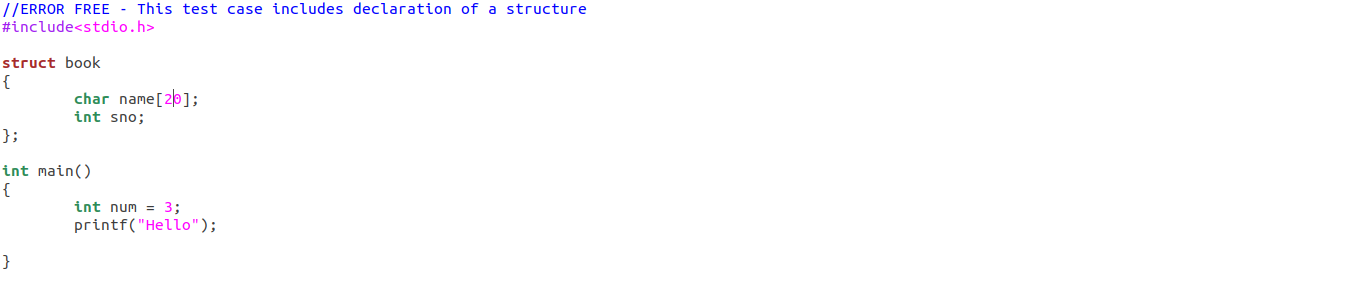 //ERROR FREE - This test case includes declaration of a structure
#include<stdio.h>

struct book
{
        char name[20];
        int sno;
};

int main()
{
        int num = 3;
        printf("Hello");

}